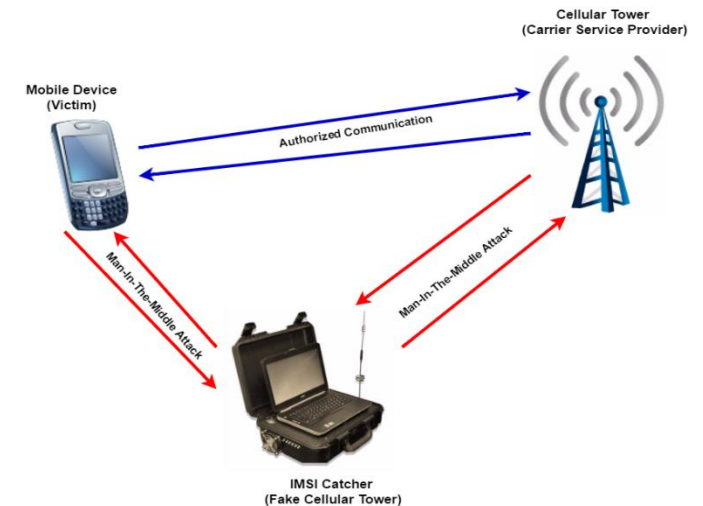 Cellular Tower
(Carrier Service Provider)
Mobile Device
(Victim)
Authorized Communication
Man-In-The-Middle Attack
Man-In-The-Middle Attack
IMSI Catcher
(Fake Cellular Tower)